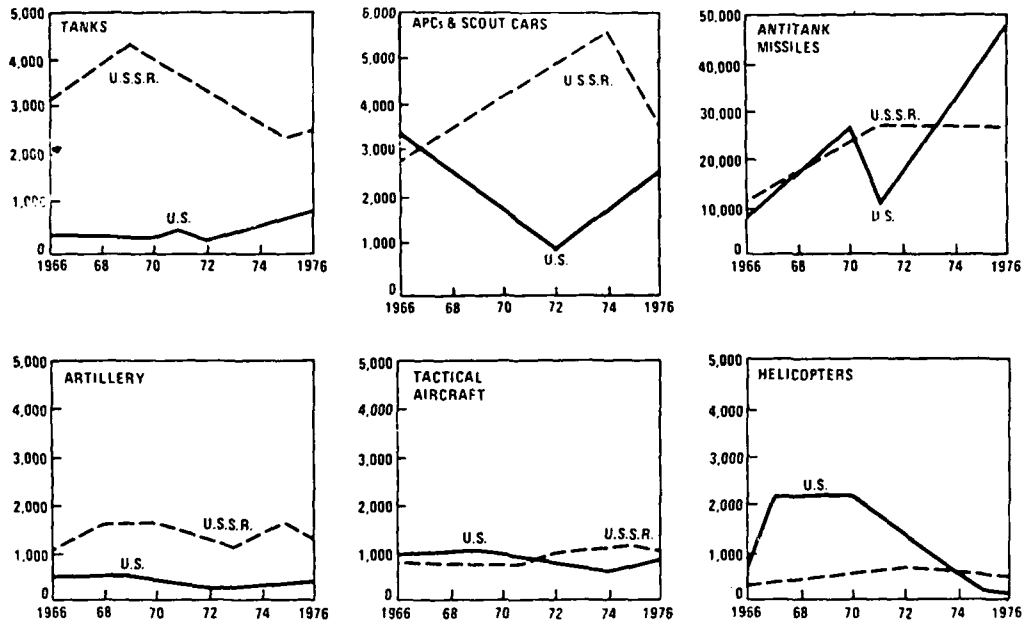 TANKS
5,000
4,000
3,000
2,000
1,000
0
U.S.S.R.
U.S.
1966 68 70 72 74 1976
APCs & SCOUT CARS
6,000
5,000
4,000
3,000
2,000
1,000
0
U.S.S.R.
U.S.
1966 68 70 72 74 1976
ANTITANK
MISSILES
50,000
40,000
30,000
20,000
10,000
0
U.S.S.R.
U.S.
1966 68 70 72 74 1976
ARTILLERY
5,000
4,000
3,000
2,000
1,000
0
U.S.S.R.
U.S.
1966 68 70 72 74 1976
TACTICAL
AIRCRAFT
5,000
4,000
3,000
2,000
1,000
0
U.S.
U.S.S.R.
1966 68 70 72 74 1976
HELICOPTERS
5,000
4,000
3,000
2,000
1,000
0
U.S.
1966 68 70 72 74 1976